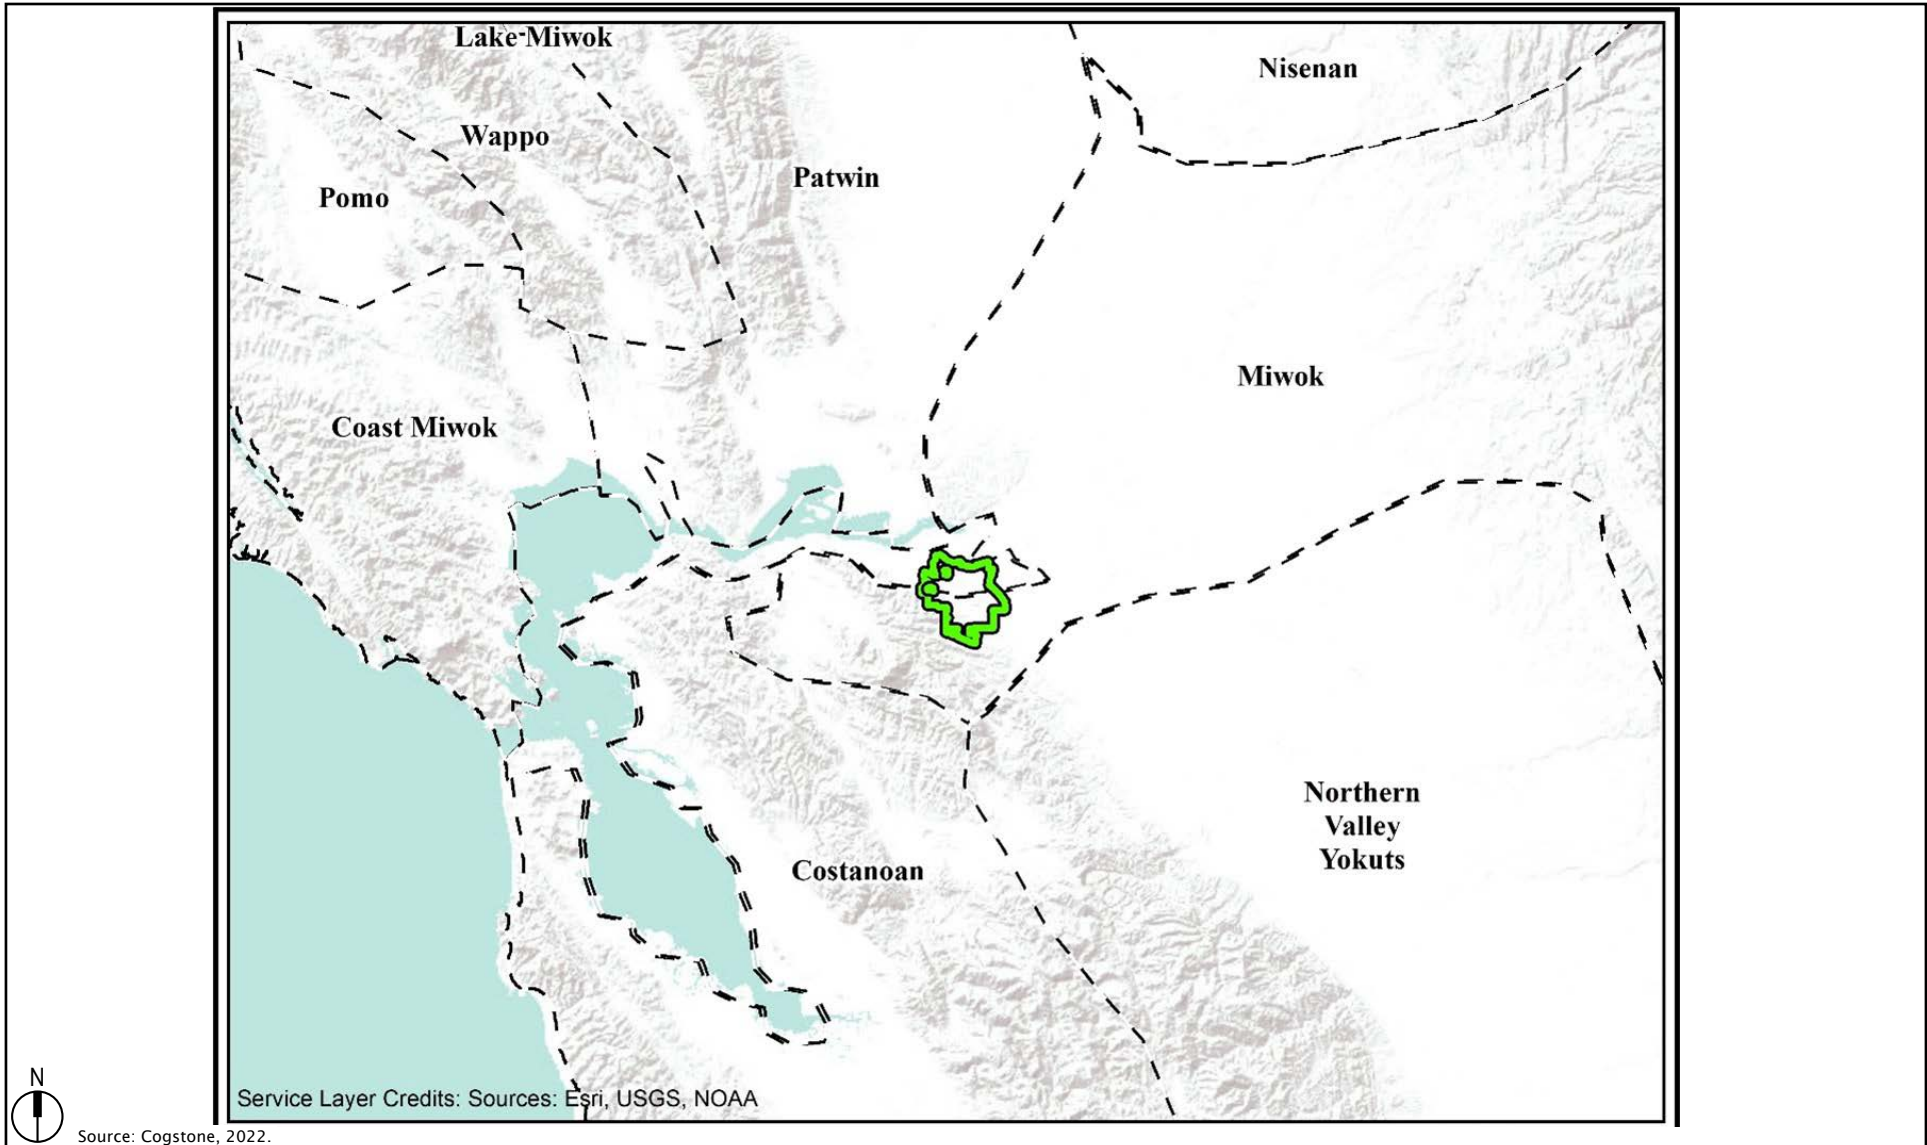 Lake-Miwok
Nisenan
Wappo
Patwin
Pomo
Miwok
Coast Miwok
Northern
Valley
Yokuts
Costanoan
Service Layer Credits: Sources: Esri, USGS, NOAA
N
Source: Cogstone, 2022.